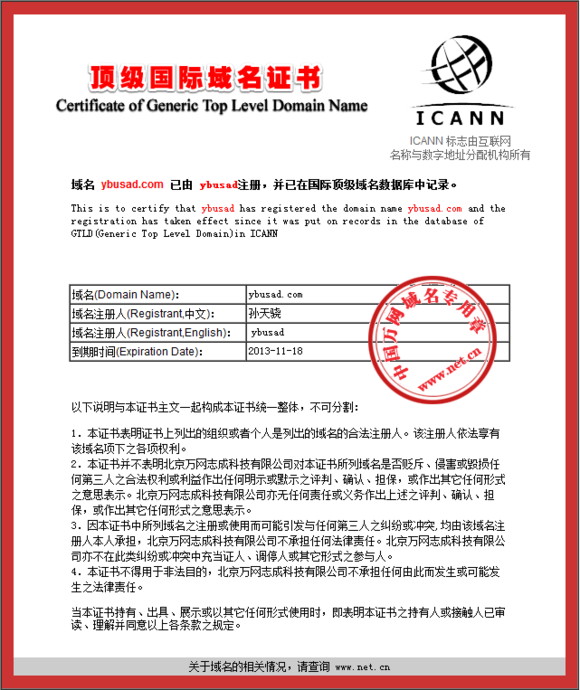 顶级国际域名证书
Certificate of Generic Top Level Domain Name
ICANN
ICANN 标志由互联网
名称与数字地址分配机构所有
域名 ybusad.com 已由 ybusad注册，并已在国际顶级域名数据库中记录。
This is to certify that ybusad has registered the domain name ybusad.com and the
registration has taken effect since it was put on records in the database of
GTLD(Generic Top Level Domain)in ICANN
域名(Domain Name)： ybusad.com
域名注册人(Registrant,中文)： 孙天骁
域名注册人(Registrant,English)： ybusad
到期时间(Expiration Date)： 2013-11-18
中国万网域名专用章
www.net.cn
以下说明与本证书主文一起构成本证书统一整体，不可分割：
1．本证书表明证书上列出的组织或者个人是列出的域名的合法注册人。该注册人依法享有
该域名项下之各项权利。
2．本证书并不表明北京万网志成科技有限公司对本证书所列域名是否贬斥、侵害或毁损任
何第三人之合法权利或利益作出任何明示或默示之评判、确认、担保，或作出其它任何形式
之意思表示。北京万网志成科技有限公司亦无任何责任或义务作出上述之评判、确认、担
保，或作出其它任何形式之意思表示。
3．因本证书中所列域名之注册或使用而可能引发与任何第三人之纠纷或冲突,均由该域名注
册人本人承担，北京万网志成科技有限公司不承担任何法律责任。北京万网志成科技有限公
司亦不在此类纠纷或冲突中充当证人、调停人或其它形式之参与人。
4．本证书不得用于非法目的，北京万网志成科技有限公司不承担任何由此而发生或可能发
生之法律责任。
当本证书持有、出具、展示或以其它任何形式使用时，即表明本证书之持有人或接触人已审
读、理解并同意以上各条款之规定。
关于域名的相关情况，请查询 www.net.cn